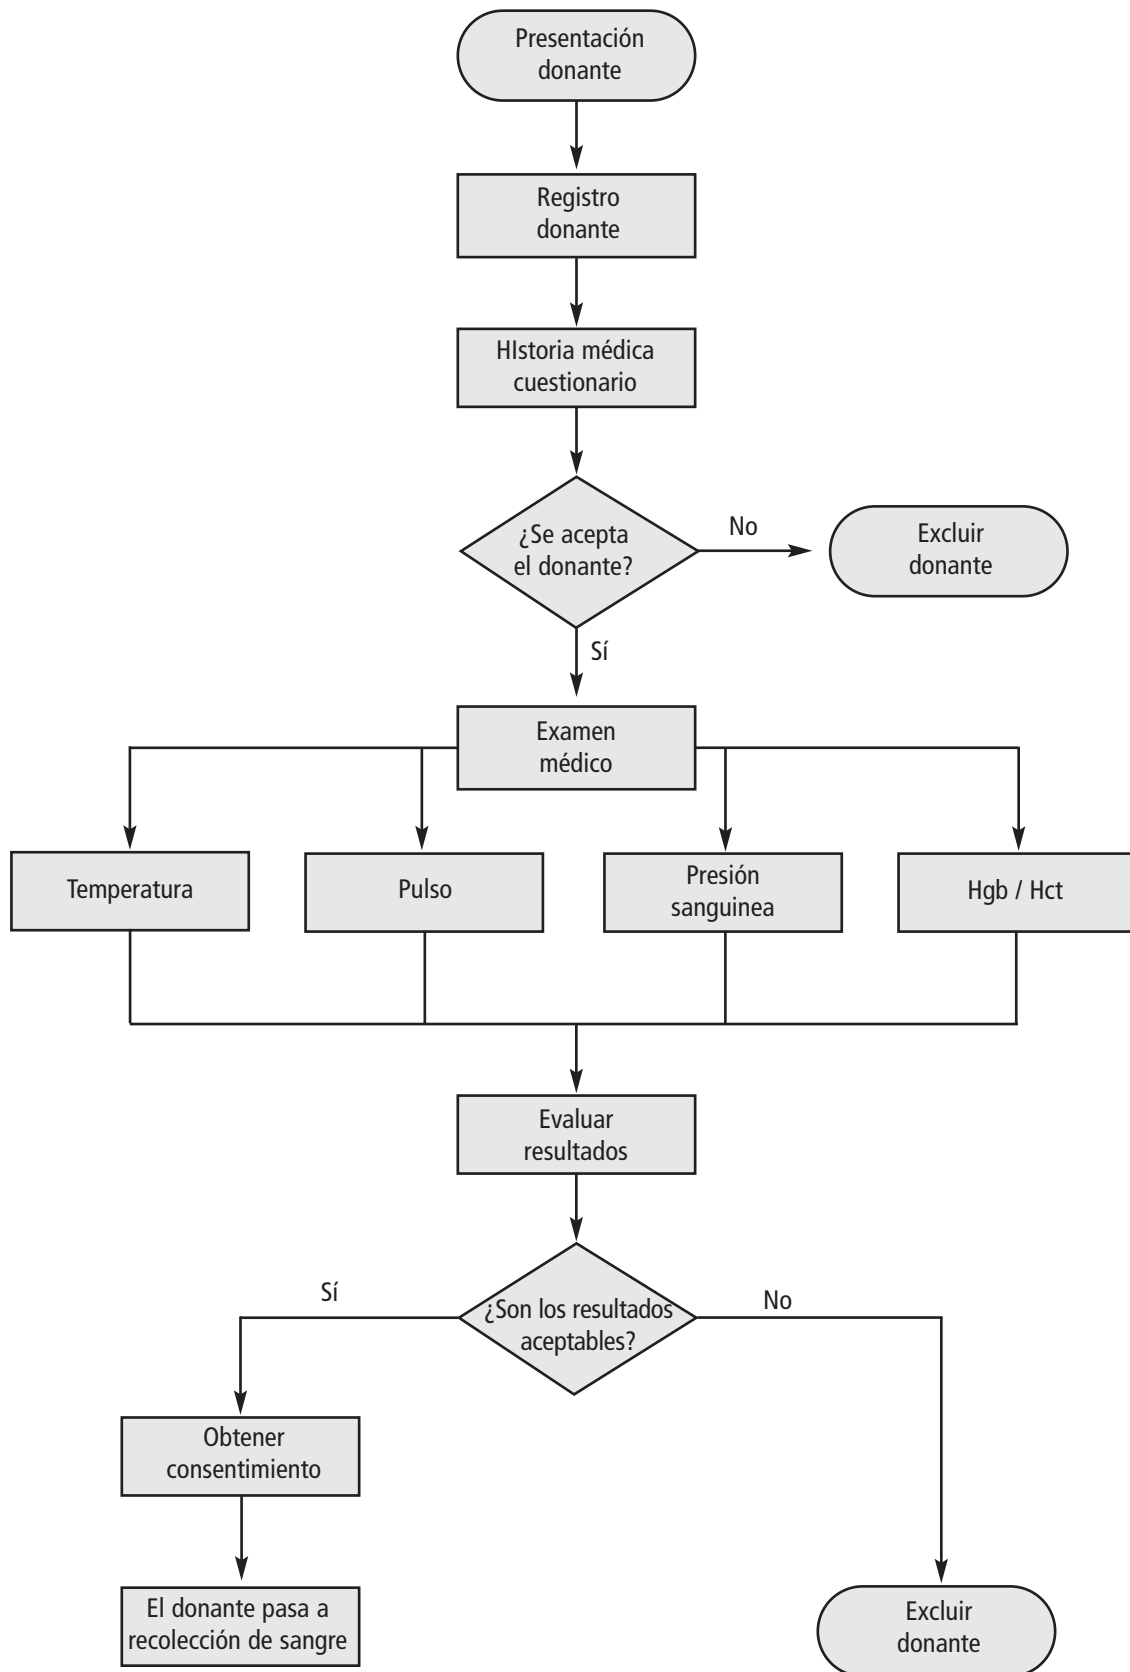 Presentación
donante
Registro
donante
HIstoria médica
cuestionario
¿Se acepta
el donante?
No
Excluir
donante
Sí
Examen
médico
Temperatura
Pulso
Presión
sanguinea
Hgb / Hct
Evaluar
resultados
Sí
¿Son los resultados
aceptables?
No
Obtener
consentimiento
El donante pasa a
recolección de sangre
Excluir
donante